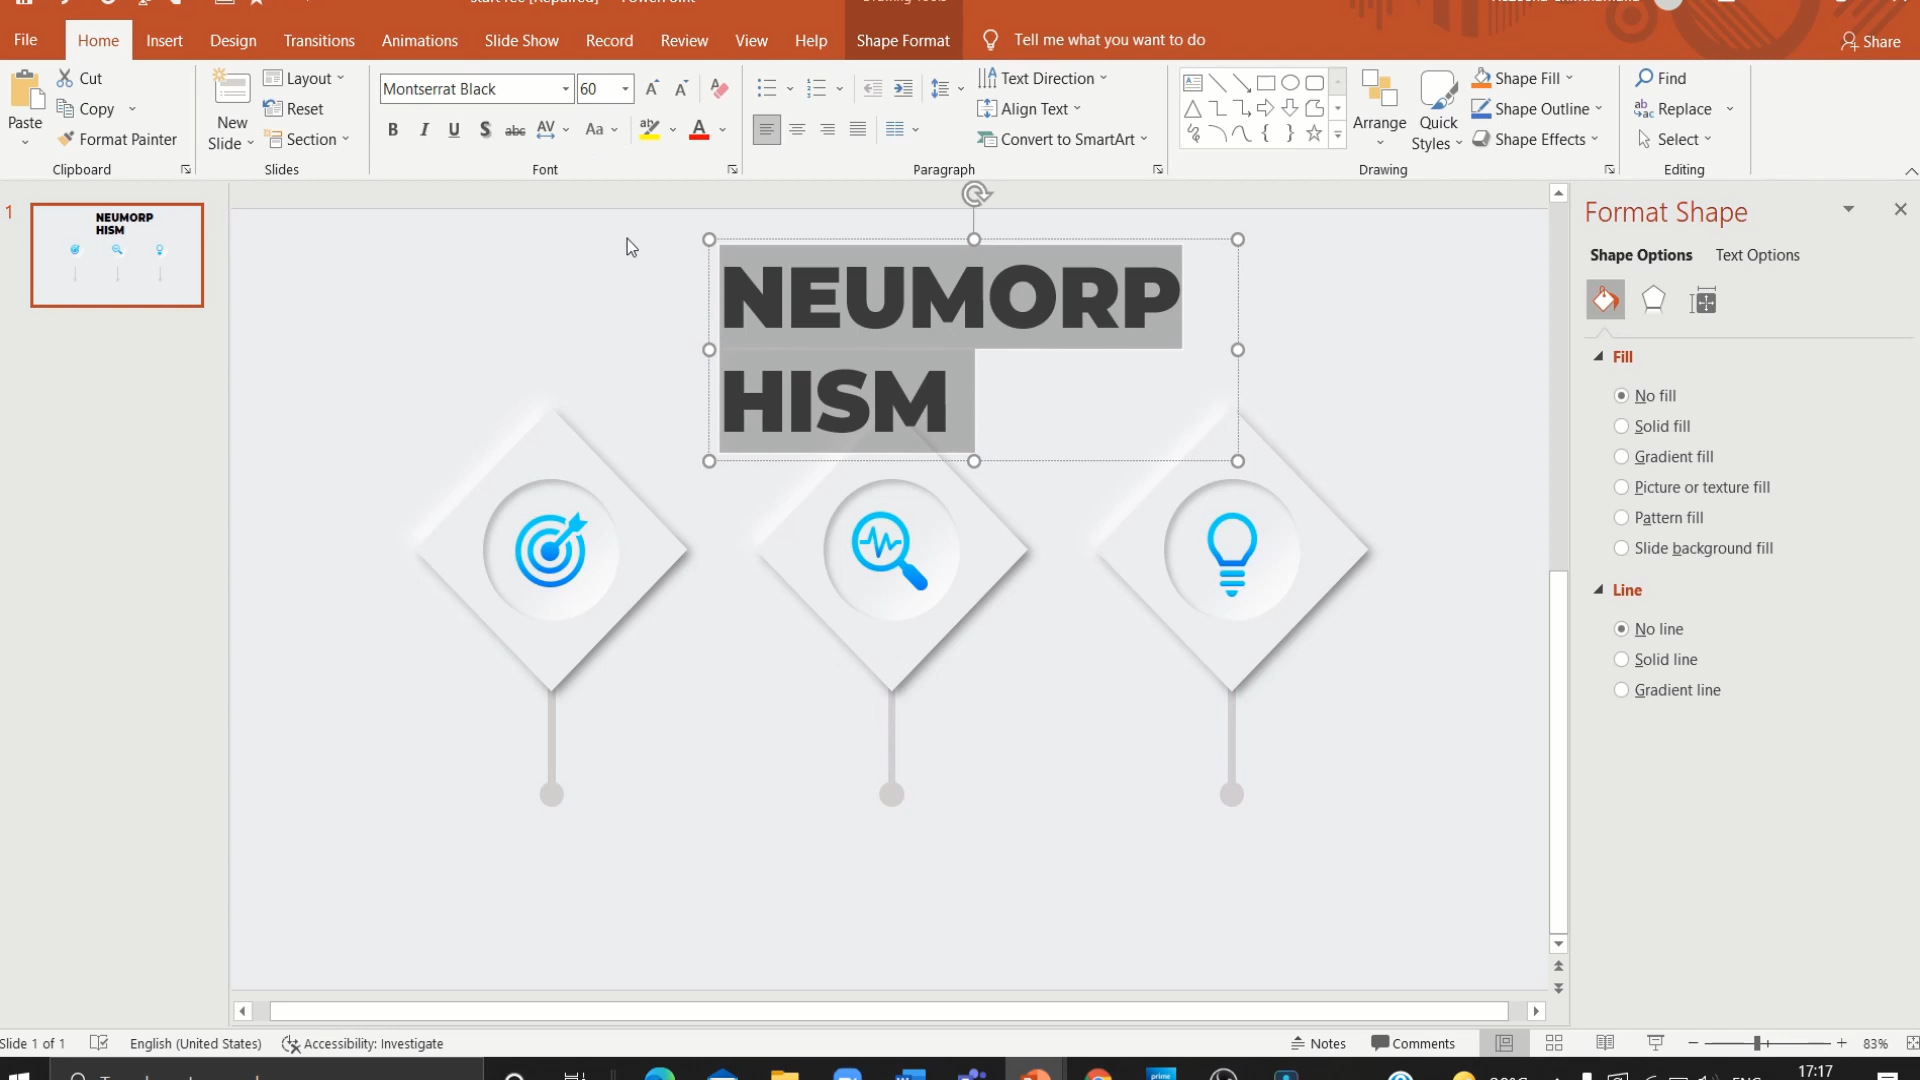 File
Home
Insert
Design
Transitions
Animations
Slide Show
Record
Review
View
Help
Shape Format
Tell me what you want to do
Share
Paste
Cut
Copy
Format Painter
Clipboard
New
Slide
Layout
Reset
Section
Slides
Montserrat Black
60
Font
Text Direction
Align Text
Convert to SmartArt
Paragraph
Arrange
Quick
Styles
Shape Fill
Shape Outline
Shape Effects
Drawing
Find
Replace
Select
Editing
1
NEUMORP
HISM
NEUMORP
HISM
Format Shape
Shape Options
Text Options
Fill
No fill
Solid fill
Gradient fill
Picture or texture fill
Pattern fill
Slide background fill
Line
No line
Solid line
Gradient line
Slide 1 of 1
English (United States)
Accessibility: Investigate
Notes
Comments
83%
17:17